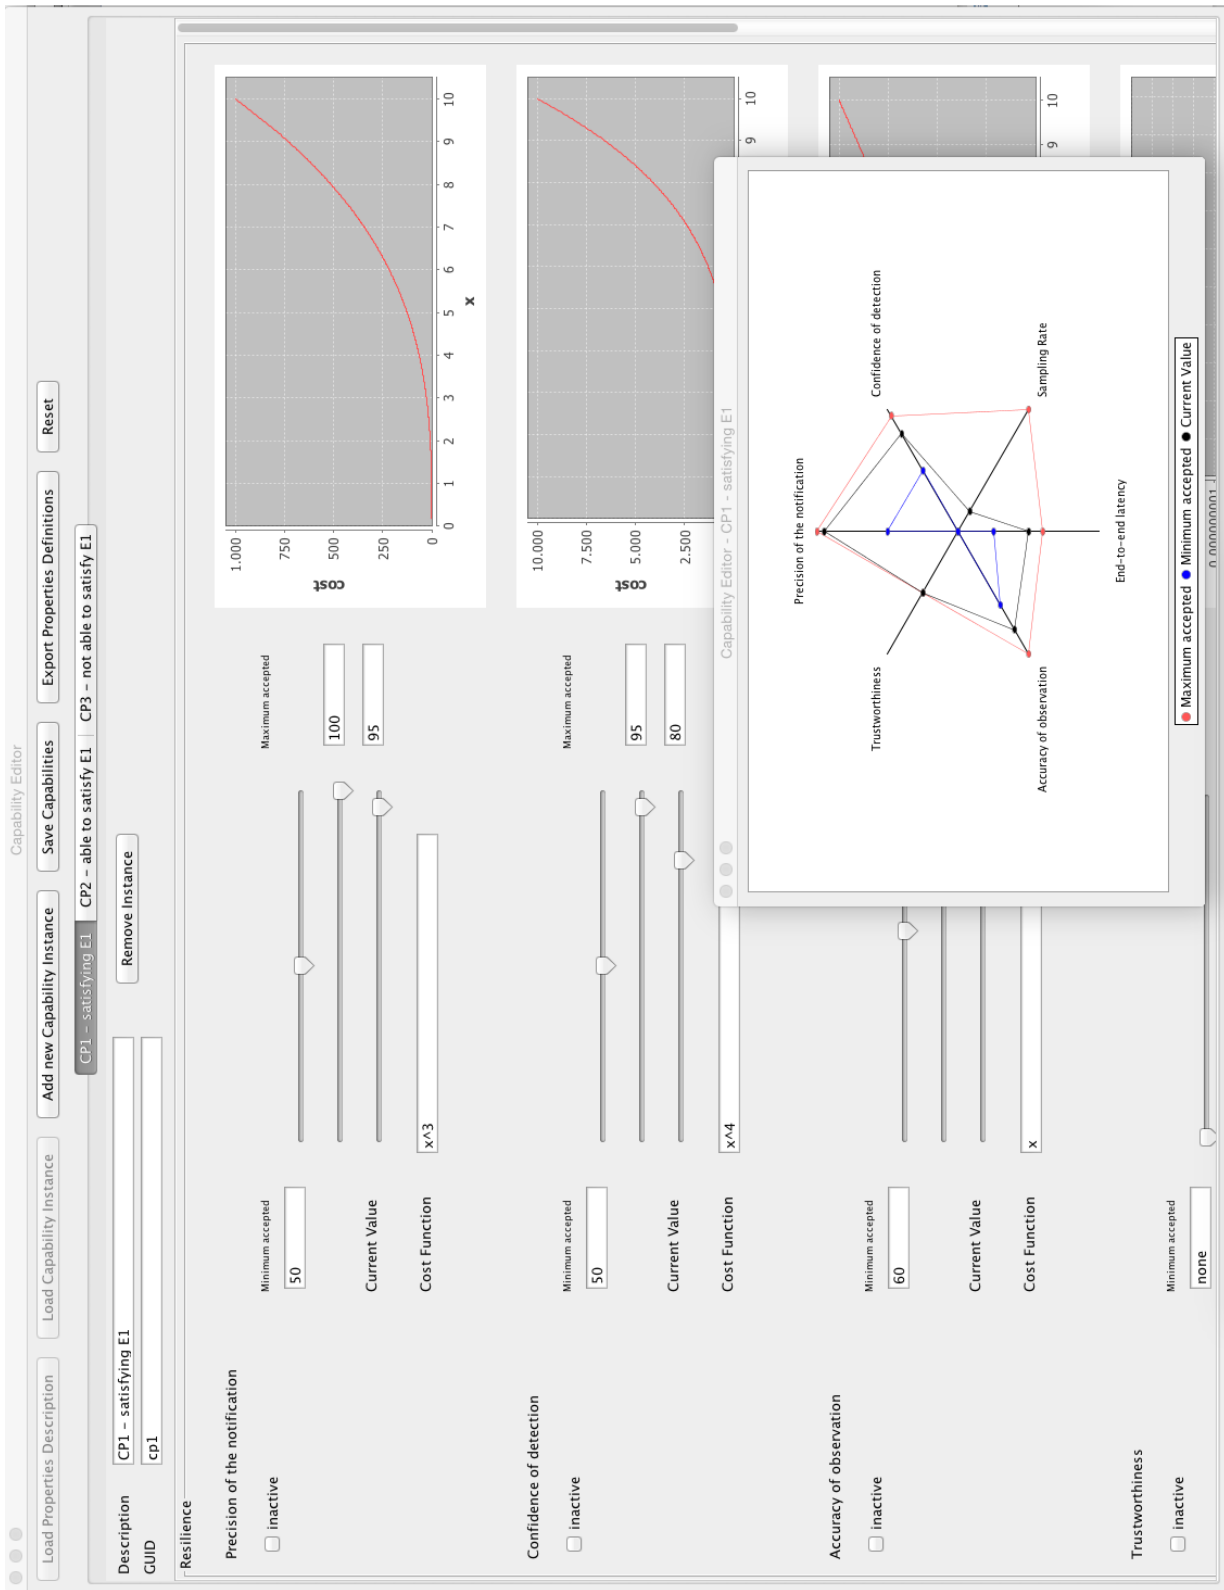 Capability Editor
Load Properties Description
Load Capability Instance
Add new Capability Instance
Save Capabilities
Export Properties Definitions
Reset
CP1 – satisfying E1
CP2 – able to satisfy E1
CP3 – not able to satisfy E1
Description
CP1 – satisfying E1
Remove Instance
GUID
cp1
Resilience
Precision of the notification
inactive
Minimum accepted
50
Maximum accepted
100
Current Value
95
Cost Function
x^3
cost
1.000
750
500
250
0
0 1 2 3 4 5 6 7 8 9 10
x
Confidence of detection
inactive
Minimum accepted
50
Maximum accepted
95
Current Value
80
Cost Function
x^4
cost
10.000
7.500
5.000
2.500
9 10
Accuracy of observation
inactive
Minimum accepted
60
Current Value
Cost Function
x
9 10
Trustworthiness
inactive
Minimum accepted
none
0.000000001
Capability Editor – CP1 – satisfying E1
Precision of the notification
Trustworthiness
Confidence of detection
Accuracy of observation
Sampling Rate
End-to-end latency
Maximum accepted Minimum accepted Current Value